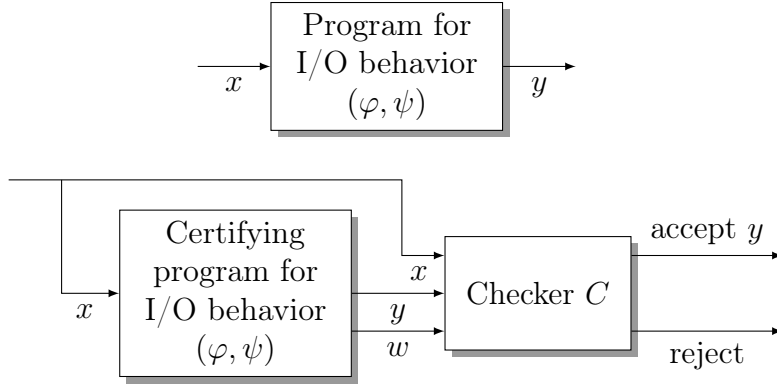 Program for
I/O behavior
(φ, ψ)
x
y
Certifying
program for
I/O behavior
(φ, ψ)
x
x
y
w
Checker C
accept y
reject